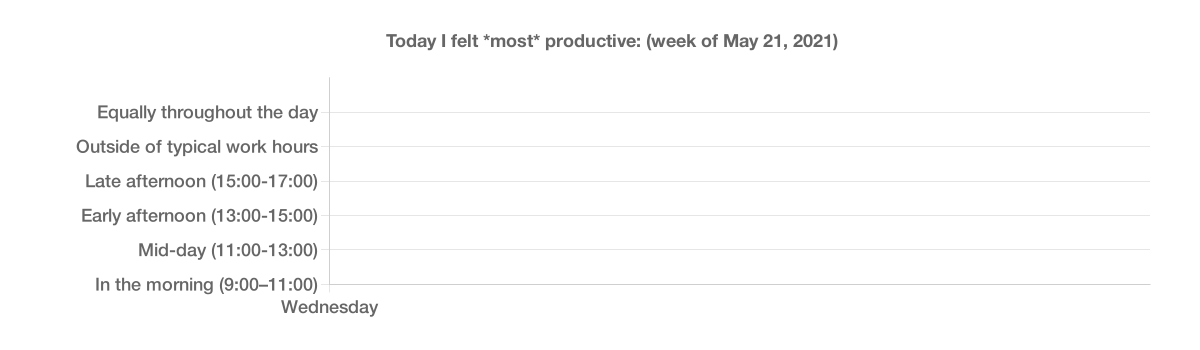 Today I felt *most* productive: (week of May 21, 2021)
Equally throughout the day
Outside of typical work hours
Late afternoon (15:00-17:00)
Early afternoon (13:00-15:00)
Mid-day (11:00-13:00)
In the morning (9:00–11:00)
Wednesday